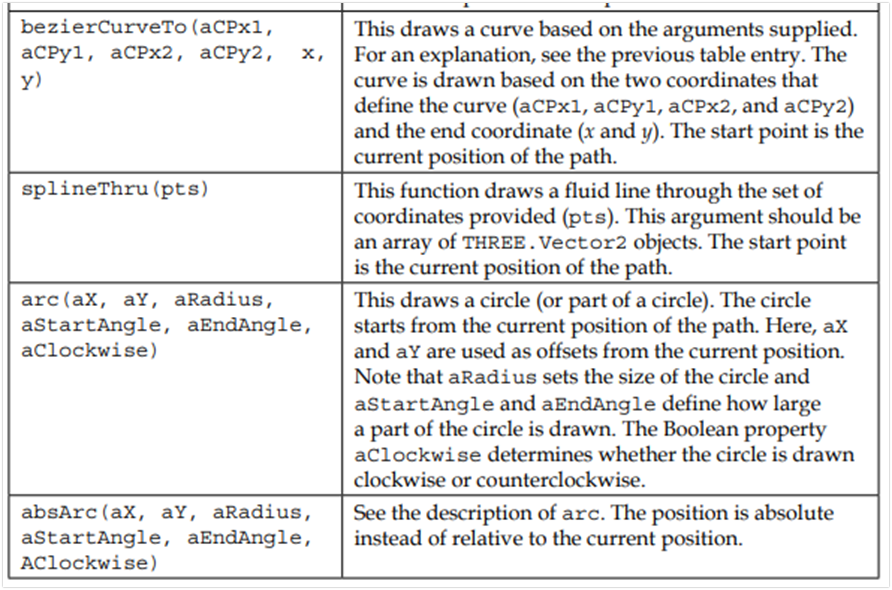 bezierCurveTo(aCPx1,
aCPy1, aCPx2, aCPy2, x,
y)
This draws a curve based on the arguments supplied.
For an explanation, see the previous table entry. The
curve is drawn based on the two coordinates that
define the curve (aCPx1, aCPy1, aCPx2, and aCPy2)
and the end coordinate (x and y). The start point is the
current position of the path.
splineThru(pts)
This function draws a fluid line through the set of
coordinates provided (pts). This argument should be
an array of THREE.Vector2 objects. The start point
is the current position of the path.
arc(aX, aY, aRadius,
aStartAngle, aEndAngle,
aClockwise)
This draws a circle (or part of a circle). The circle
starts from the current position of the path. Here, aX
and aY are used as offsets from the current position.
Note that aRadius sets the size of the circle and
aStartAngle and aEndAngle define how large
a part of the circle is drawn. The Boolean property
aClockwise determines whether the circle is drawn
clockwise or counterclockwise.
absArc(aX, aY, aRadius,
aStartAngle, aEndAngle,
AClockwise)
See the description of arc. The position is absolute
instead of relative to the current position.